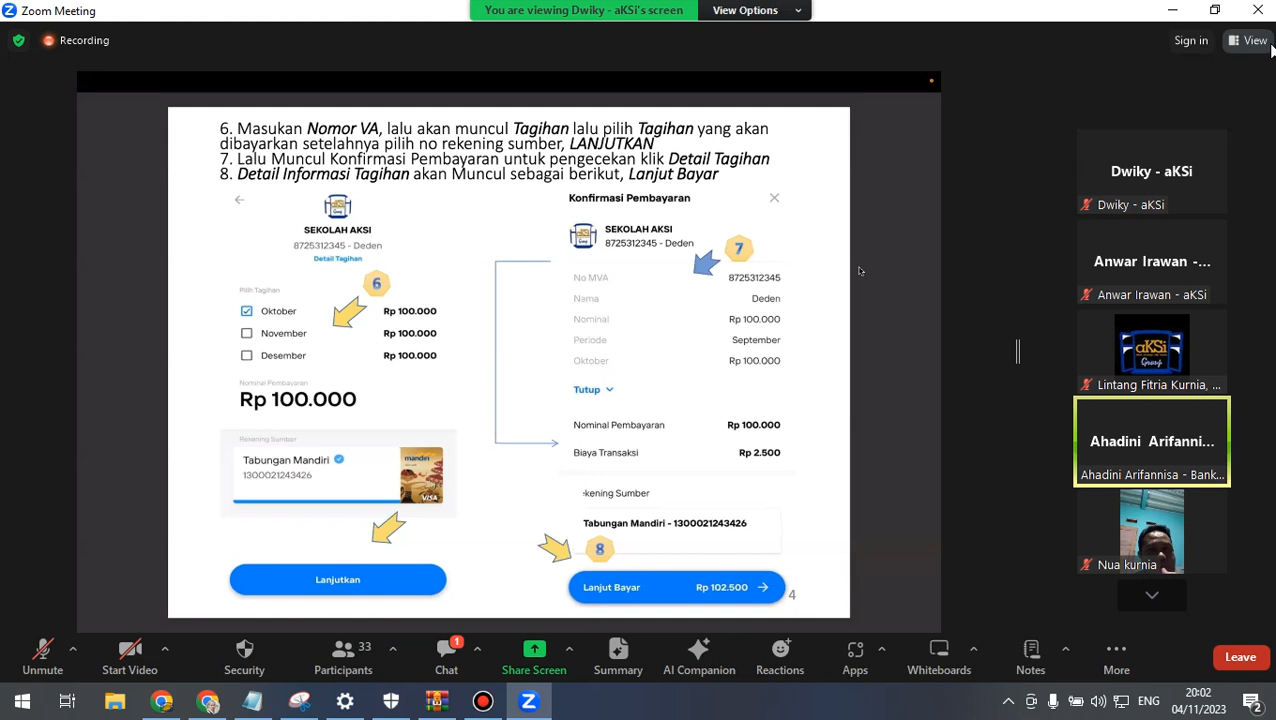 Zoom Meeting
You are viewing Dwiky - aKSi's screen
View Options
Recording
Sign in
View
6. Masukan Nomor VA, lalu akan muncul Tagihan lalu pilih Tagihan yang akan
dibayarkan setelahnya pilih no rekening sumber, LANJUTKAN
7. Lalu Muncul Konfirmasi Pembayaran untuk pengecekan klik Detail Tagihan
8. Detail Informasi Tagihan akan Muncul sebagai berikut, Lanjut Bayar
SEKOLAH AKSI
8725312345 - Deden
Detail Tagihan
6
Pilih Tagihan
Oktober Rp 100.000
November Rp 100.000
Desember Rp 100.000
Nominal Pembayaran
Rp 100.000
Rekening Sumber
Tabungan Mandiri
1300021243426
mandiri
VISA
Lanjutkan
Konfirmasi Pembayaran
SEKOLAH AKSI
8725312345 - Deden
7
No MVA 8725312345
Nama Deden
Nominal Rp 100.000
Periode September
Oktober Rp 100.000
Tutup
Nominal Pembayaran Rp 100.000
Biaya Transaksi Rp 2.500
ekening Sumber
Tabungan Mandiri - 1300021243426
8
Lanjut Bayar Rp 102.500
4
Dwiky - aKSi
Dwiky - aKSi
Anwar Irawan -...
Anwar Irawan - aKSi
aKSi
Group
Lintang Fitria Kurnia, ...
Ahadini Arifanni...
Ahadini Arifannisa - Bank...
Nua kurnia
Unmute
Start Video
Security
33
Participants
1
Chat
Share Screen
Summary
AI Companion
Reactions
Apps
Whiteboards
Notes
More
Leave
ENG
20:02
04/11/2023
2